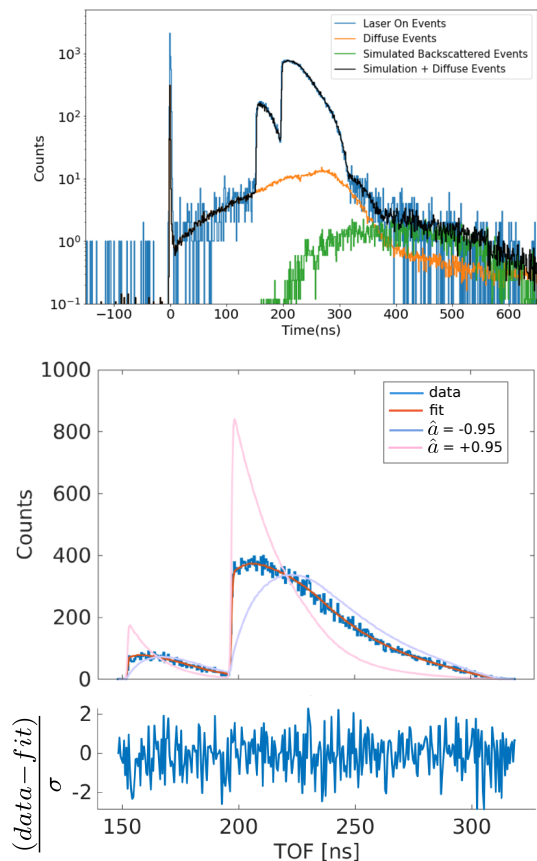 Laser On Events
Diffuse Events
Simulated Backscattered Events
Simulation + Diffuse Events
10³
10²
10¹
10⁰
10⁻¹
Counts
−100 0 100 200 300 400 500 600
Time(ns)
1000
800
600
400
200
0
Counts
data
fit
â = -0.95
â = +0.95
2
0
-2
(data−fit)
σ
150 200 250 300
TOF [ns]